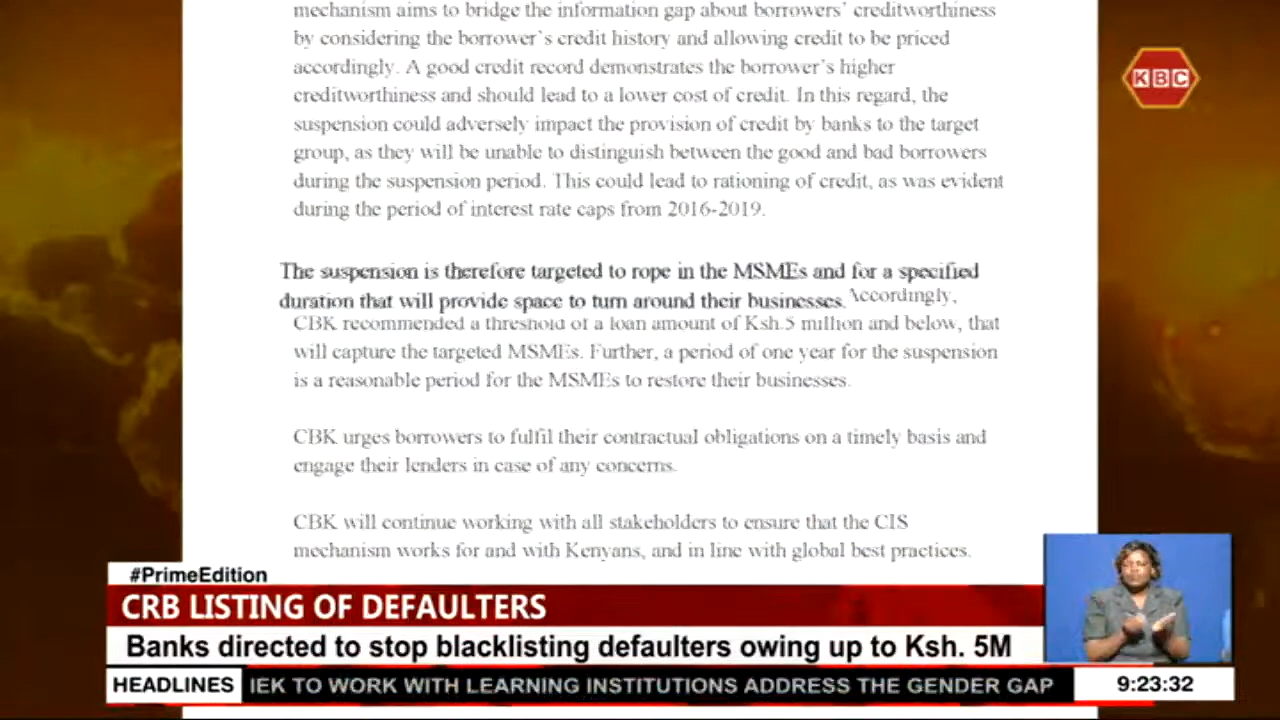 mechanism aims to bridge the information gap about borrowers' creditworthiness
by considering the borrower's credit history and allowing credit to be priced
accordingly. A good credit record demonstrates the borrower's higher
creditworthiness and should lead to a lower cost of credit. In this regard, the
suspension could adversely impact the provision of credit by banks to the target
group, as they will be unable to distinguish between the good and bad borrowers
during the suspension period. This could lead to rationing of credit, as was evident
during the period of interest rate caps from 2016-2019.
KBC
The suspension is therefore targeted to rope in the MSMEs and for a specified
duration that will provide space to turn around their businesses. Accordingly,
CBK recommended a threshold of a loan amount of Ksh.5 million and below, that
will capture the targeted MSMEs. Further, a period of one year for the suspension
is a reasonable period for the MSMEs to restore their businesses.
CBK urges borrowers to fulfil their contractual obligations on a timely basis and
engage their lenders in case of any concerns.
CBK will continue working with all stakeholders to ensure that the CIS
mechanism works for and with Kenyans, and in line with global best practices.
#PrimeEdition
CRB LISTING OF DEFAULTERS
Banks directed to stop blacklisting defaulters owing up to Ksh. 5M
HEADLINES IEK TO WORK WITH LEARNING INSTITUTIONS ADDRESS THE GENDER GAP 9:23:32